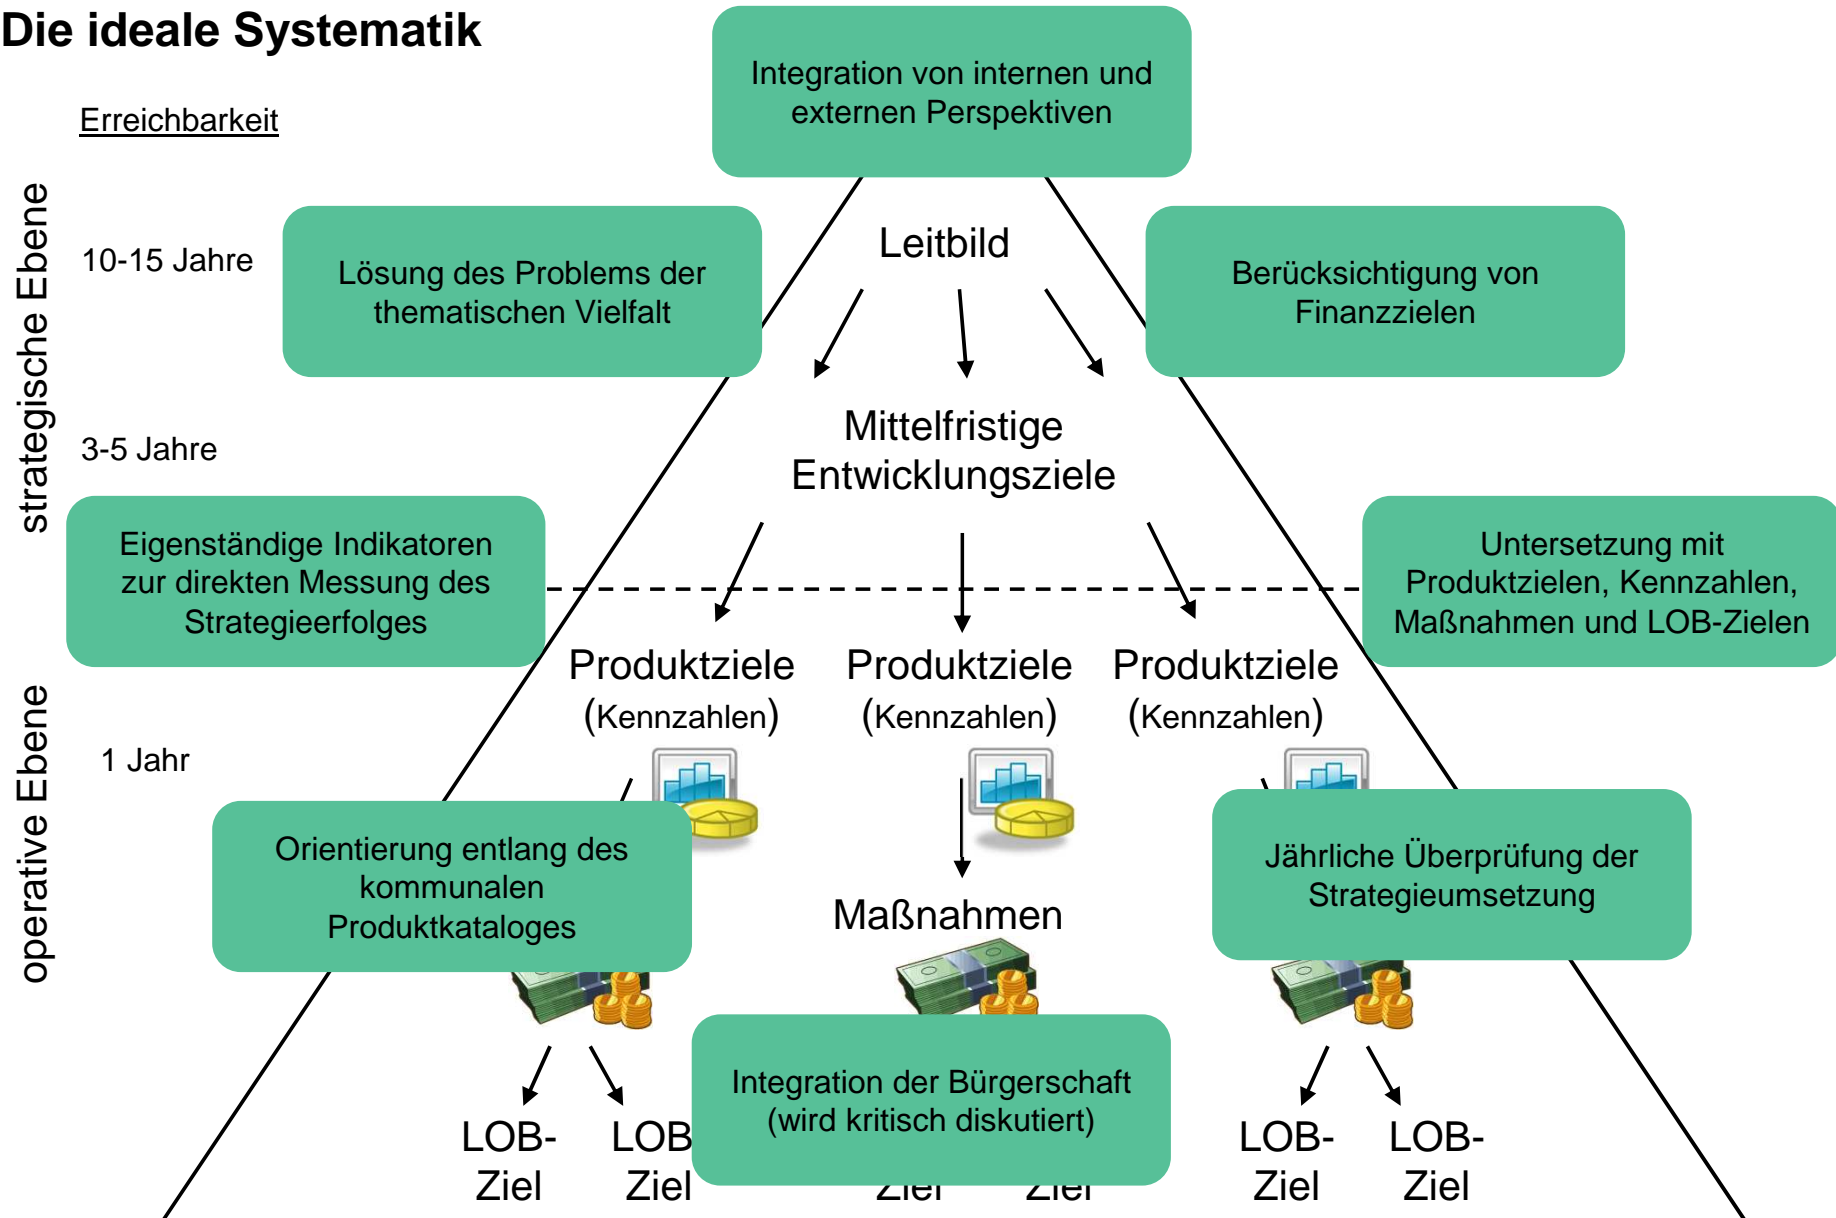 Die ideale Systematik
Integration von internen und
externen Perspektiven
Erreichbarkeit
strategische Ebene
10-15 Jahre
Lösung des Problems der
thematischen Vielfalt
Leitbild
Berücksichtigung von
Finanzzielen
Mittelfristige
Entwicklungsziele
3-5 Jahre
Eigenständige Indikatoren
zur direkten Messung des
Strategieerfolges
Untersetzung mit
Produktzielen, Kennzahlen,
Maßnahmen und LOB-Zielen
operative Ebene
Produktziele
(Kennzahlen)
Produktziele
(Kennzahlen)
Produktziele
(Kennzahlen)
1 Jahr
Orientierung entlang des
kommunalen
Produktkataloges
Maßnahmen
Jährliche Überprüfung der
Strategieumsetzung
Integration der Bürgerschaft
(wird kritisch diskutiert)
LOB-
Ziel
LOB
Ziel
Ziel
Ziel
LOB-
Ziel
LOB-
Ziel